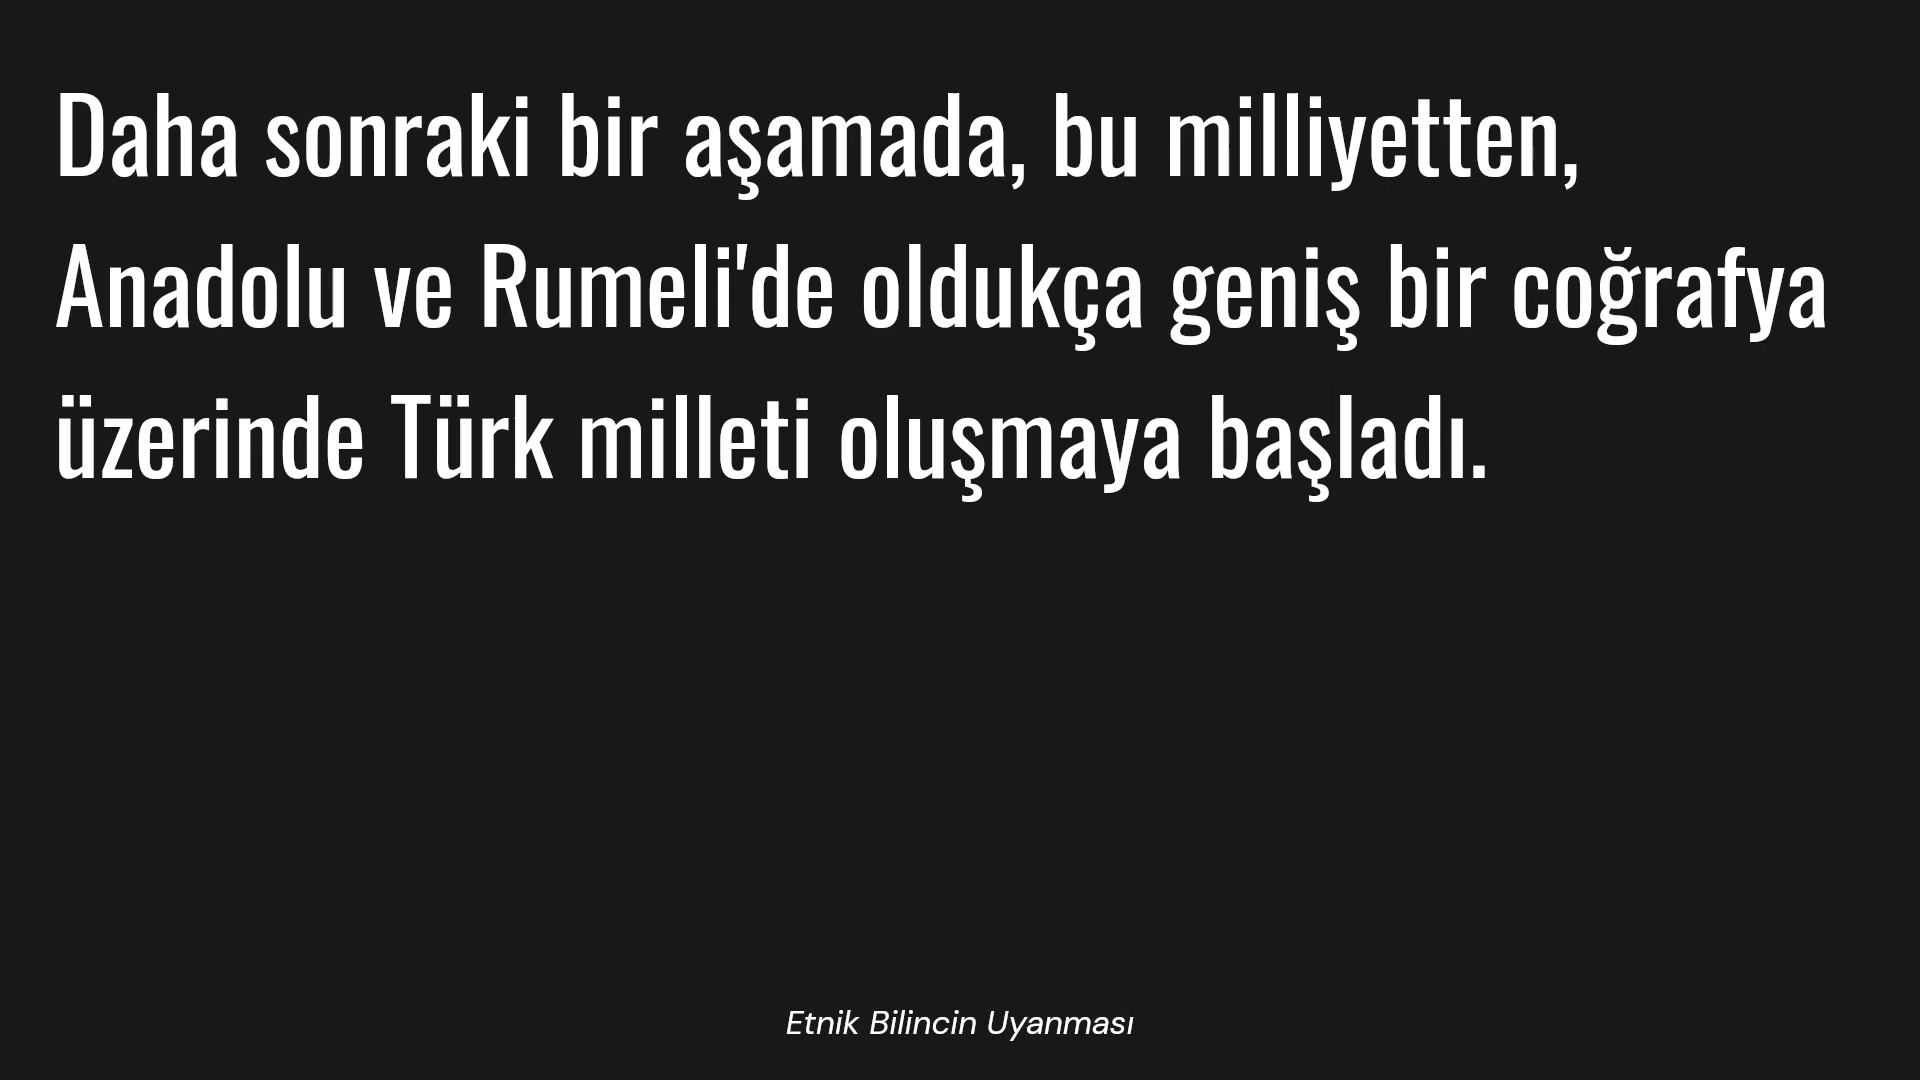 Daha sonraki bir aşamada, bu milliyetten,
Anadolu ve Rumeli'de oldukça geniş bir coğrafya
üzerinde Türk milleti oluşmaya başladı.
Etnik Bilincin Uyanması